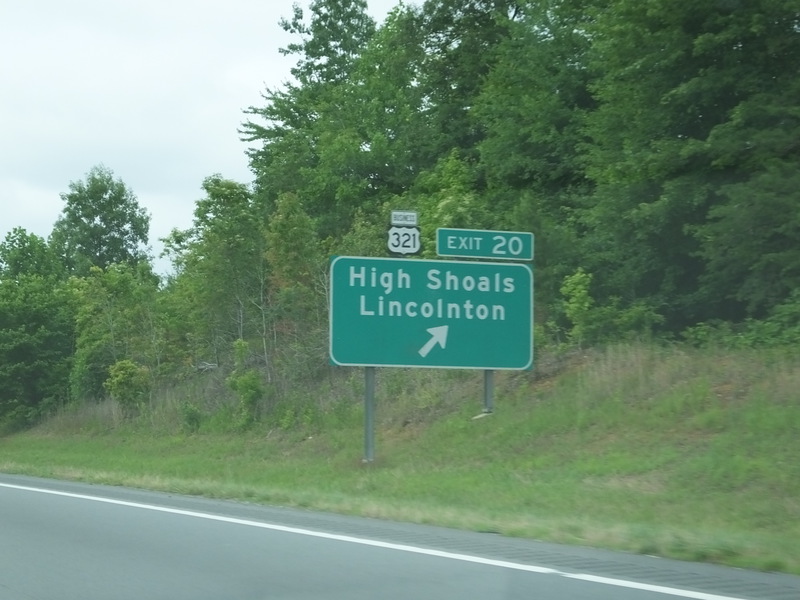 BUSINESS
321
EXIT 20
High Shoals
Lincolnton